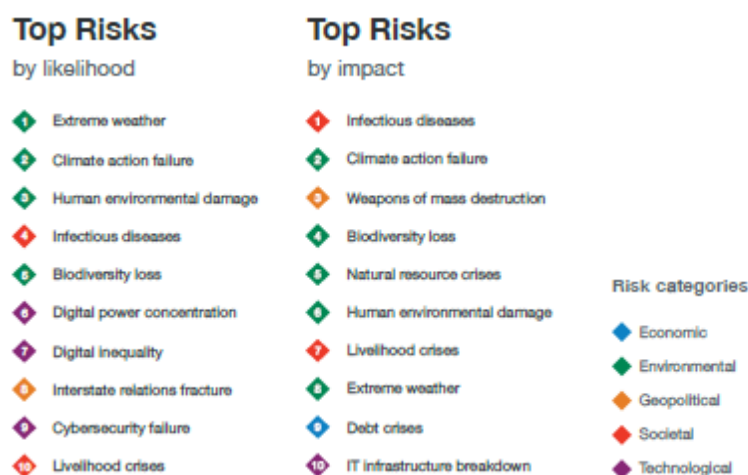 Top Risks
by likelihood
1 Extreme weather
2 Climate action failure
3 Human environmental damage
4 Infectious diseases
5 Biodiversity loss
6 Digital power concentration
7 Digital inequality
8 Interstate relations fracture
9 Cybersecurity failure
10 Livelihood crises
Top Risks
by impact
1 Infectious diseases
2 Climate action failure
3 Weapons of mass destruction
4 Biodiversity loss
5 Natural resource crises
6 Human environmental damage
7 Livelihood crises
8 Extreme weather
9 Debt crises
10 IT infrastructure breakdown
Risk categories
Economic
Environmental
Geopolitical
Societal
Technological